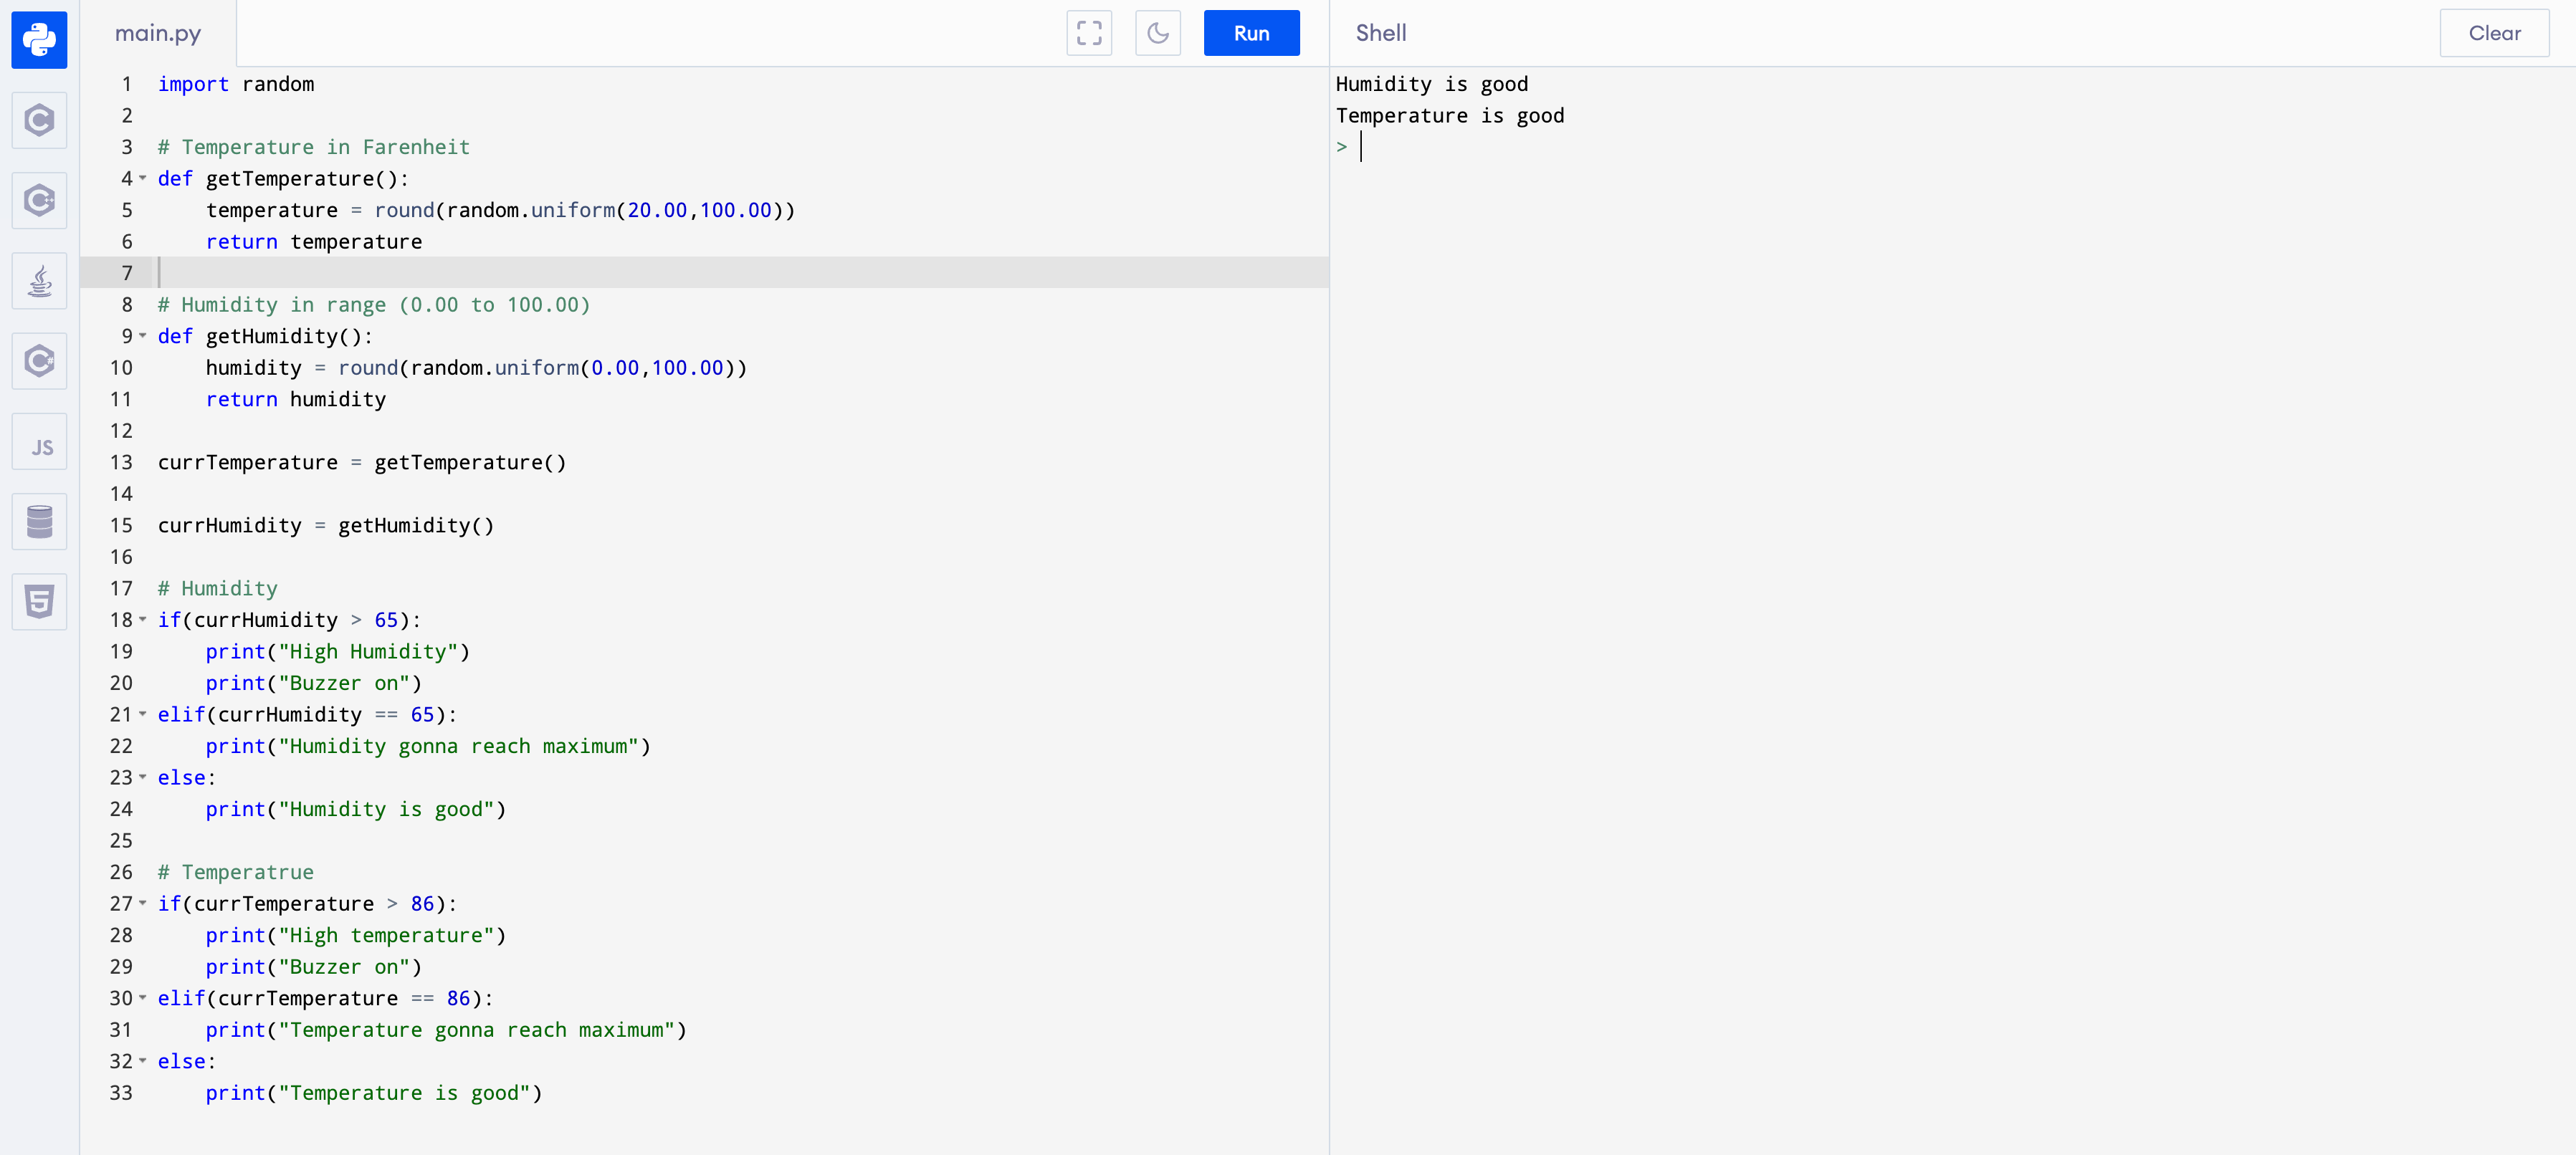 main.py
Run
Shell
Clear
JS
1 import random
2
3 # Temperature in Farenheit
4 def getTemperature():
5     temperature = round(random.uniform(20.00,100.00))
6     return temperature
7
8 # Humidity in range (0.00 to 100.00)
9 def getHumidity():
10     humidity = round(random.uniform(0.00,100.00))
11     return humidity
12
13 currTemperature = getTemperature()
14
15 currHumidity = getHumidity()
16
17 # Humidity
18 if(currHumidity > 65):
19     print("High Humidity")
20     print("Buzzer on")
21 elif(currHumidity == 65):
22     print("Humidity gonna reach maximum")
23 else:
24     print("Humidity is good")
25
26 # Temperatrue
27 if(currTemperature > 86):
28     print("High temperature")
29     print("Buzzer on")
30 elif(currTemperature == 86):
31     print("Temperature gonna reach maximum")
32 else:
33     print("Temperature is good")
Humidity is good
Temperature is good
>